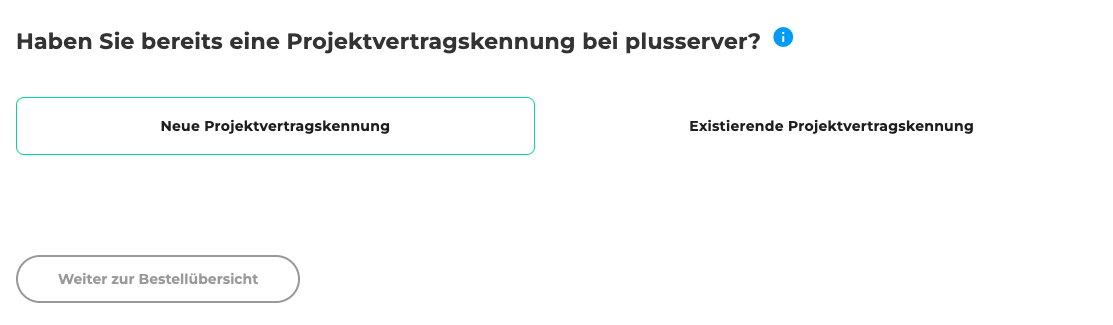 Haben Sie bereits eine Projektvertragskennung bei plusserver?
Neue Projektvertragskennung
Existierende Projektvertragskennung
Weiter zur Bestellübersicht